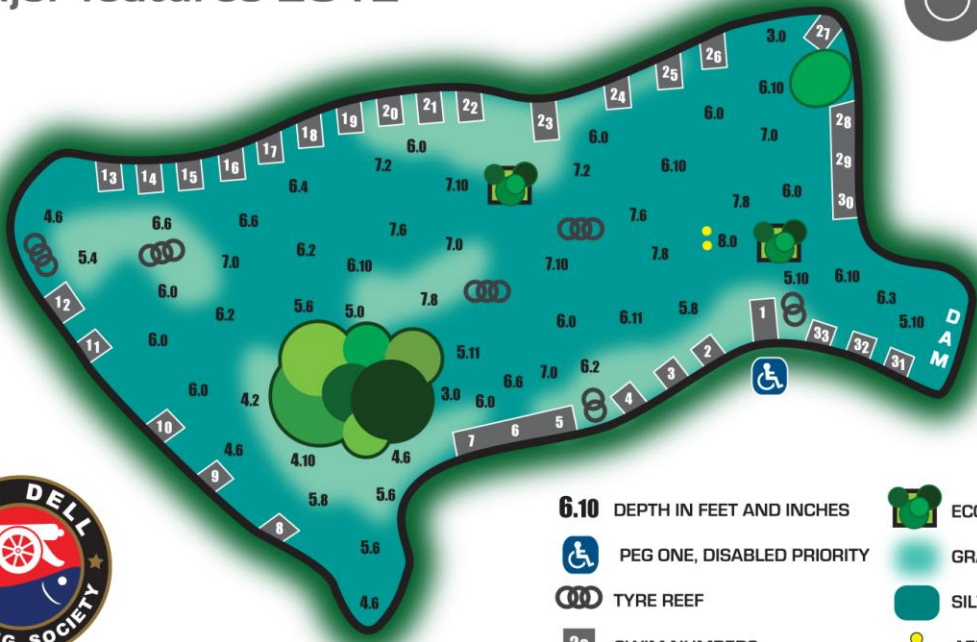 features
3.0 27
26
25 6.10
24 6.0 28
20 21 22
19 23 6.0 7.0
18 6.0
17 7.2 7.2 6.10 29
16
13 14 15 6.4 7.10 7.8 6.0 30
4.6 6.6 6.6 7.6 7.6
5.4 7.0 6.2 6.10 7.0 7.10 7.8 8.0
6.0 5.10 6.10
12 6.2 5.6 5.0 7.8 6.3
11 6.0 6.0 6.11 5.8 1 5.10
33 32 31
DAM
5.11 2
6.0 4.2 3.0 6.0 6.6 7.0 6.2 3
4
10 7 6 5
4.6 4.10 4.6
9
5.8 5.6
8
5.6
4.6
6.10 DEPTH IN FEET AND INCHES
PEG ONE, DISABLED PRIORITY
TYRE REEF
DELL
SOCIETY